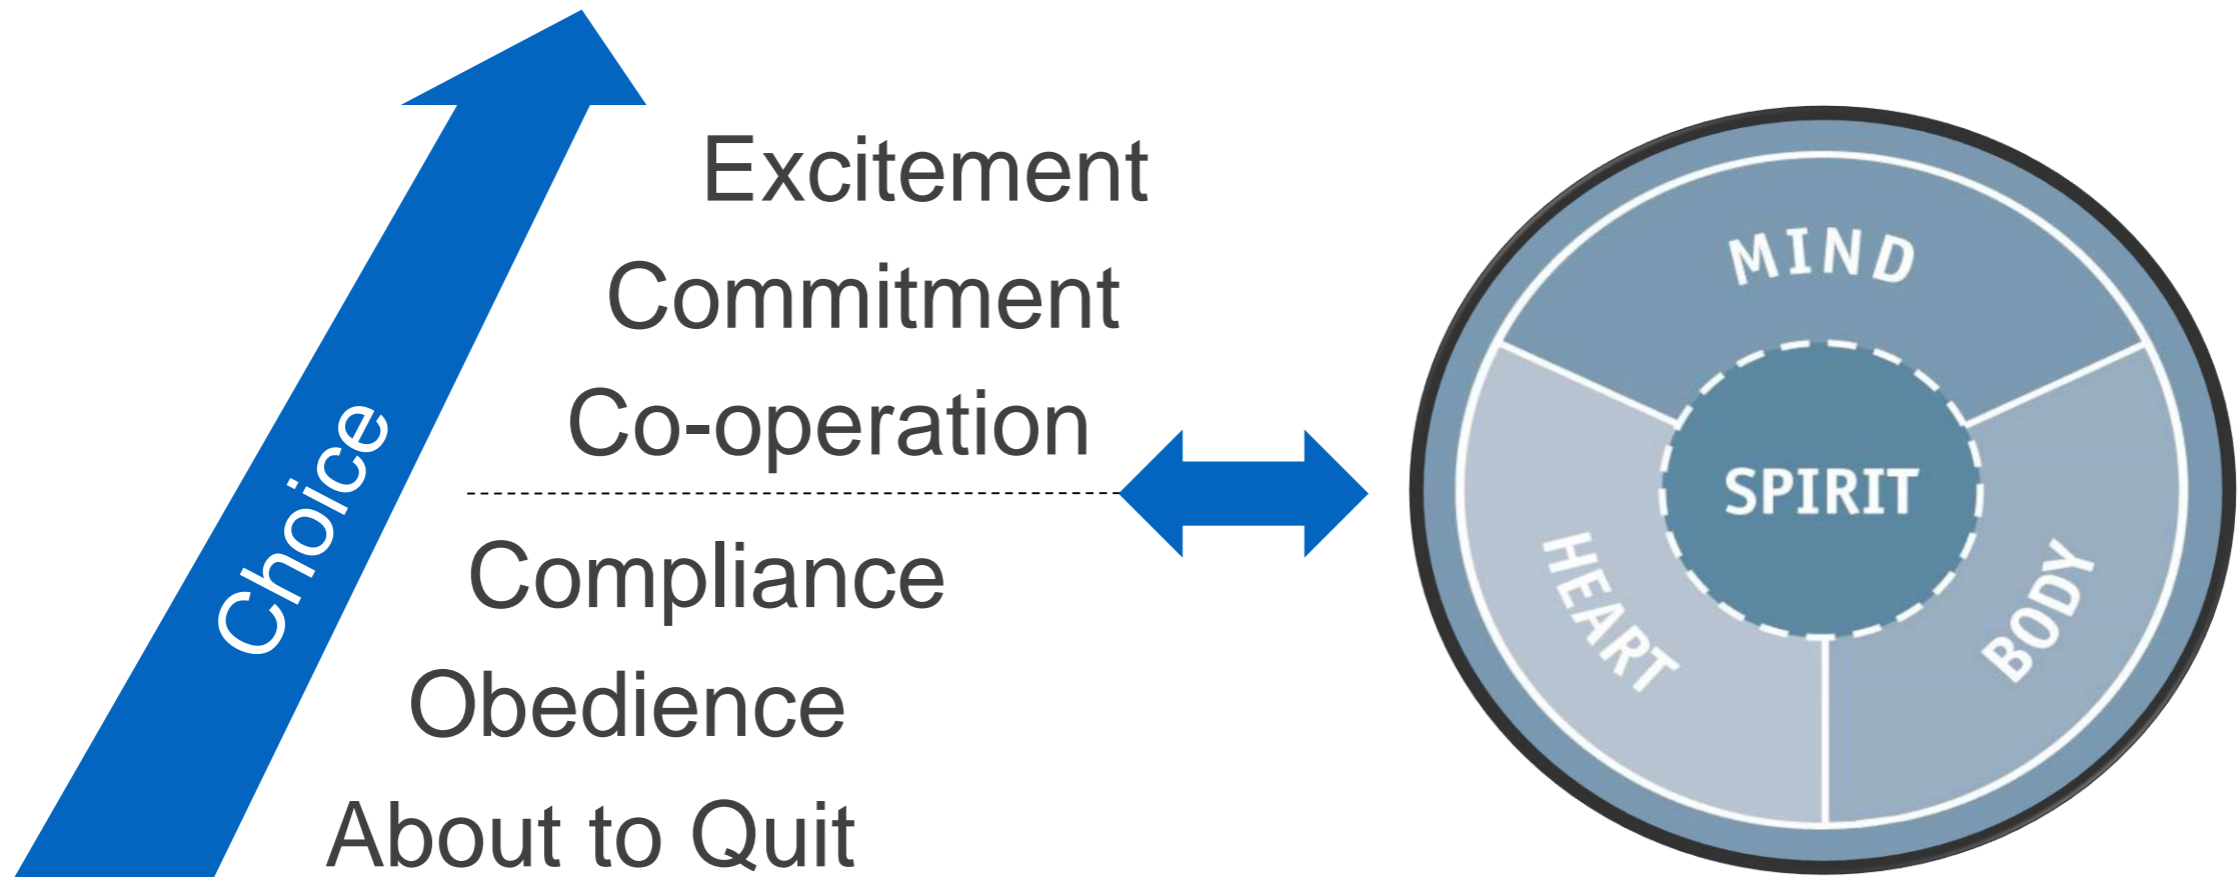 Choice
Excitement
Commitment
Co-operation
Compliance
Obedience
About to Quit
MIND
SPIRIT
HEART
BODY